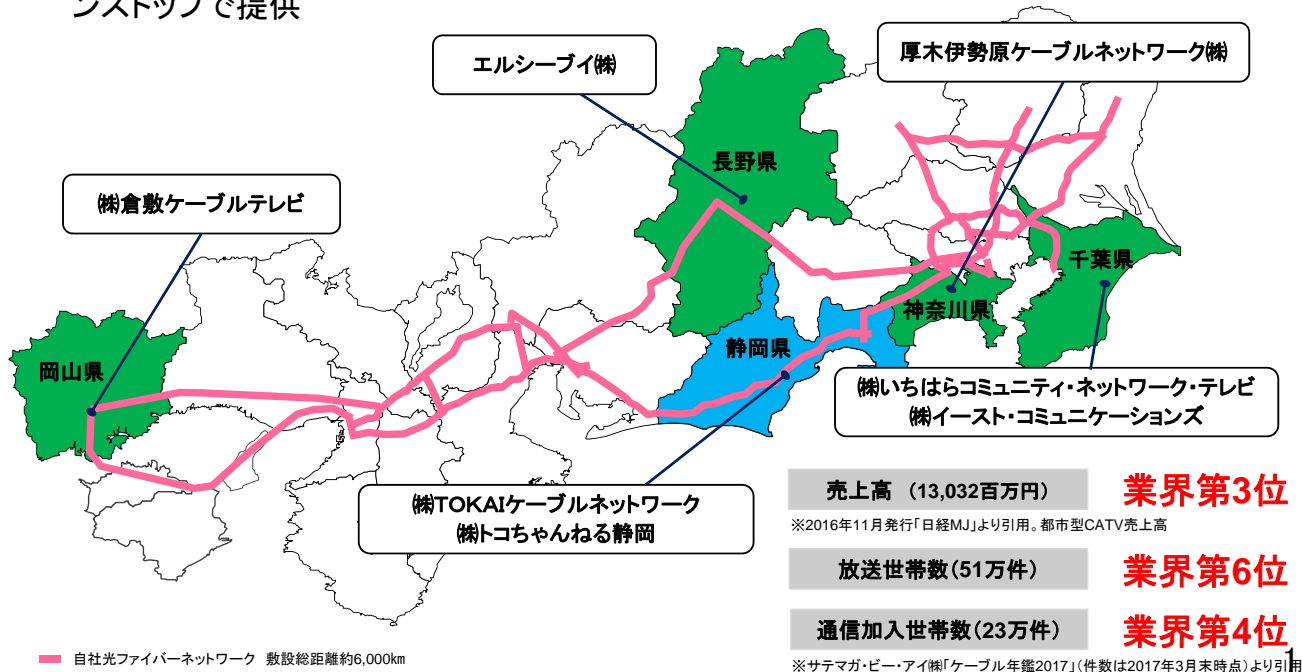 ンストップで提供
エルシーブイ㈱
厚木伊勢原ケーブルネットワーク㈱
長野県
㈱倉敷ケーブルテレビ
千葉県
神奈川県
静岡県
岡山県
㈱いちはらコミュニティ・ネットワーク・テレビ
㈱イースト・コミュニケーションズ
㈱TOKAIケーブルネットワーク
㈱トコちゃんねる静岡
売上高 (13,032百万円) 業界第3位
※2016年11月発行「日経MJ」より引用。都市型CATV売上高
放送世帯数(51万件) 業界第6位
通信加入世帯数(23万件) 業界第4位
自社光ファイバーネットワーク 敷設総距離約6,000㎞
※サテマガ・ビー・アイ㈱「ケーブル年鑑2017」(件数は2017年3月末時点)より引用
1